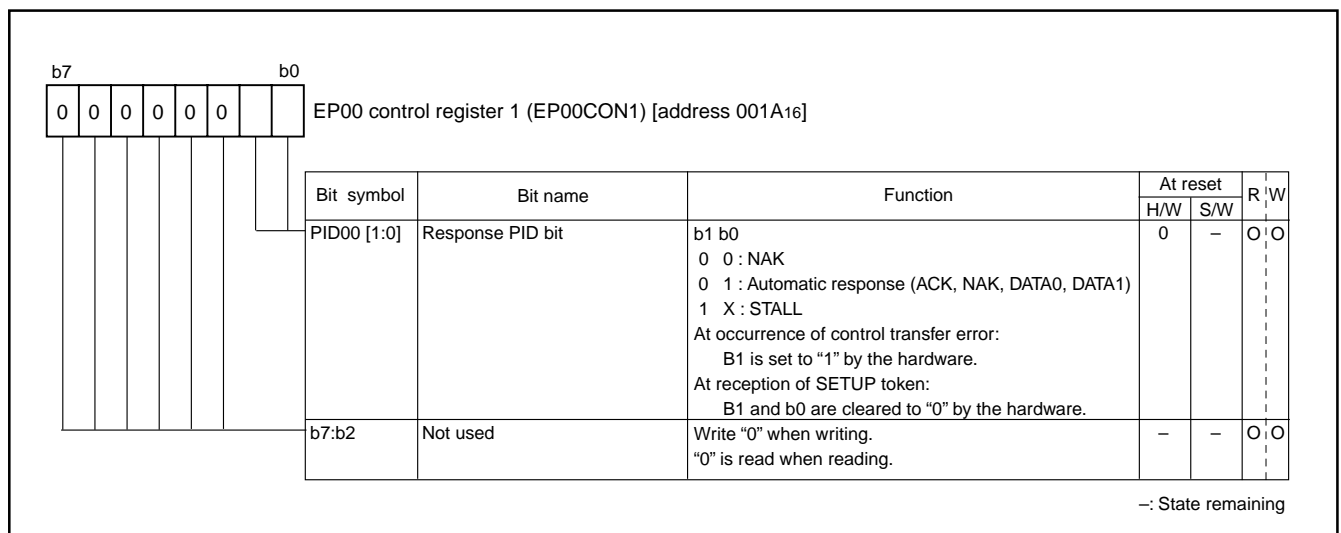 b7 b0
0 0 0 0 0 0 EP00 control register 1 (EP00CON1) [address 001A16]
Bit symbol Bit name Function At reset R W
H/W S/W
PID00 [1:0] Response PID bit b1 b0 0 – O O
0 0 : NAK
0 1 : Automatic response (ACK, NAK, DATA0, DATA1)
1 X : STALL
At occurrence of control transfer error:
B1 is set to “1” by the hardware.
At reception of SETUP token:
B1 and b0 are cleared to “0” by the hardware.
b7:b2 Not used Write “0” when writing. – – O O
“0” is read when reading.
–: State remaining